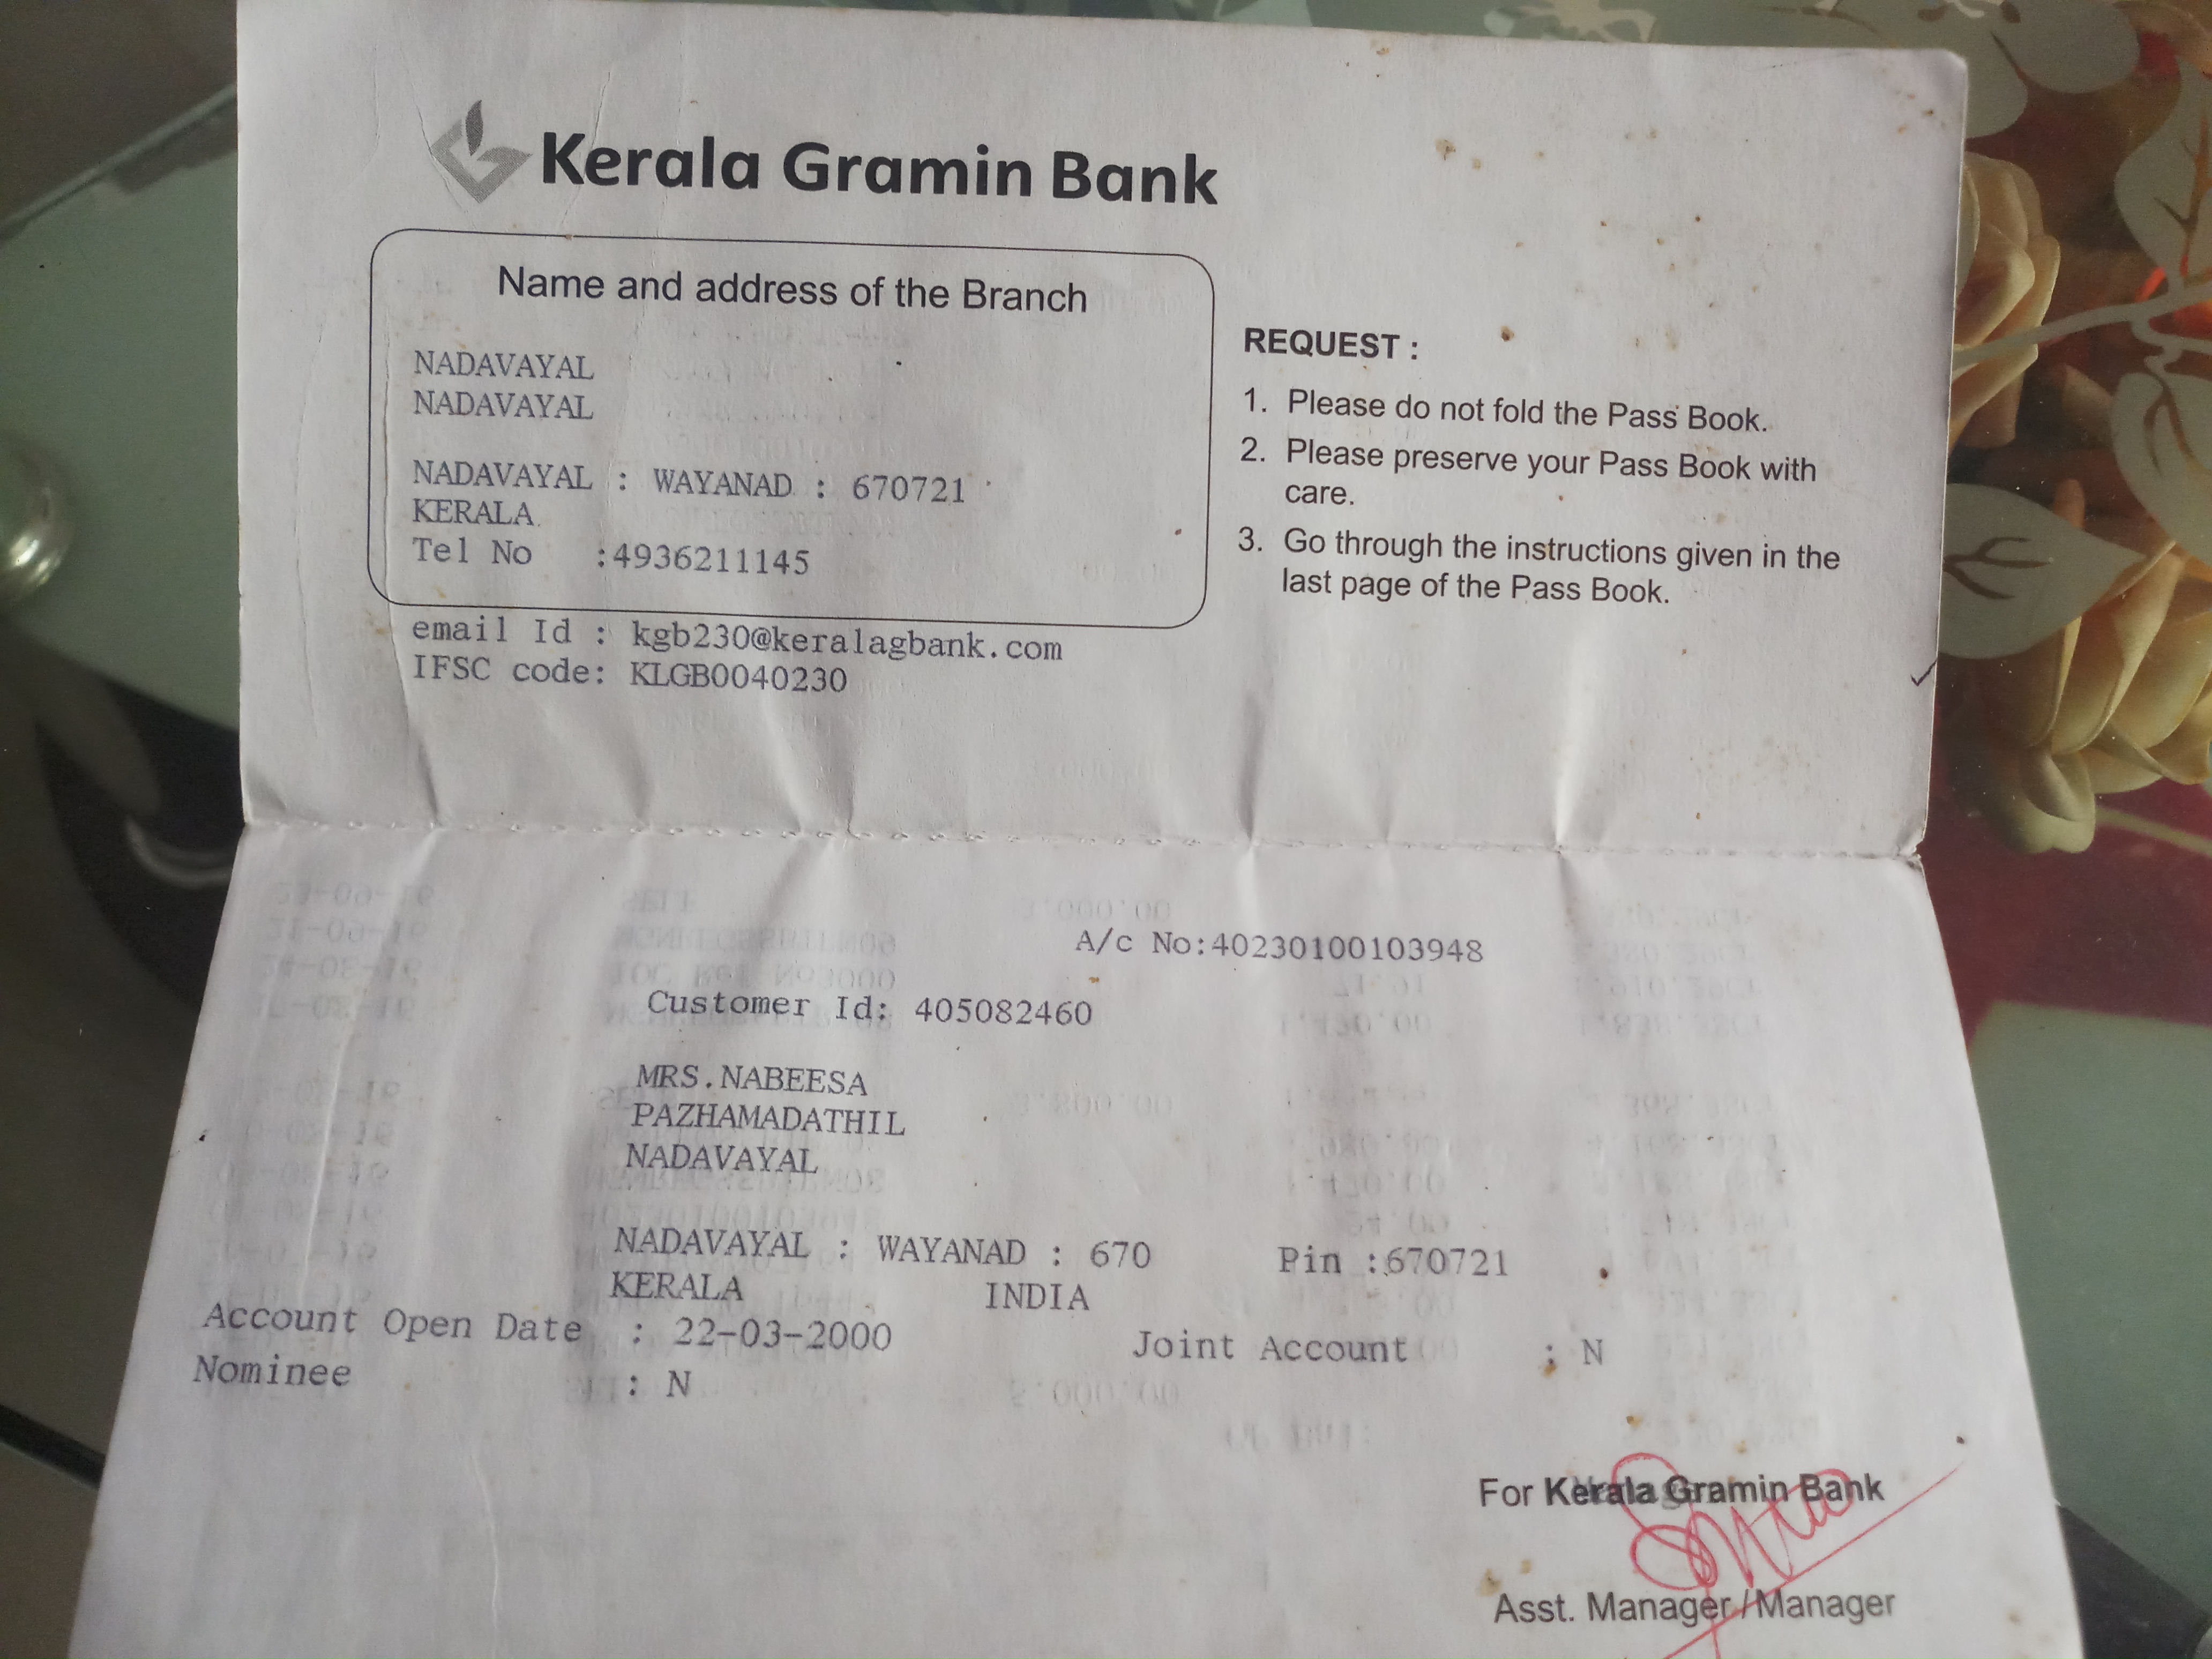 Kerala Gramin Bank
Name and address of the Branch
NADAVAYAL
NADAVAYAL
NADAVAYAL : WAYANAD : 670721
KERALA
Tel No :4936211145
email Id : kgb230@keralagbank.com
IFSC code: KLGB0040230
REQUEST :
1. Please do not fold the Pass Book.
2. Please preserve your Pass Book with
care.
3. Go through the instructions given in the
last page of the Pass Book.
A/c No:40230100103948
Customer Id: 405082460
MRS.NABEESA
PAZHAMADATHIL
NADAVAYAL
NADAVAYAL : WAYANAD : 670 Pin :670721
KERALA INDIA
Account Open Date : 22-03-2000 Joint Account : N
Nominee : N
For Kerala Gramin Bank
Asst. Manager/Manager